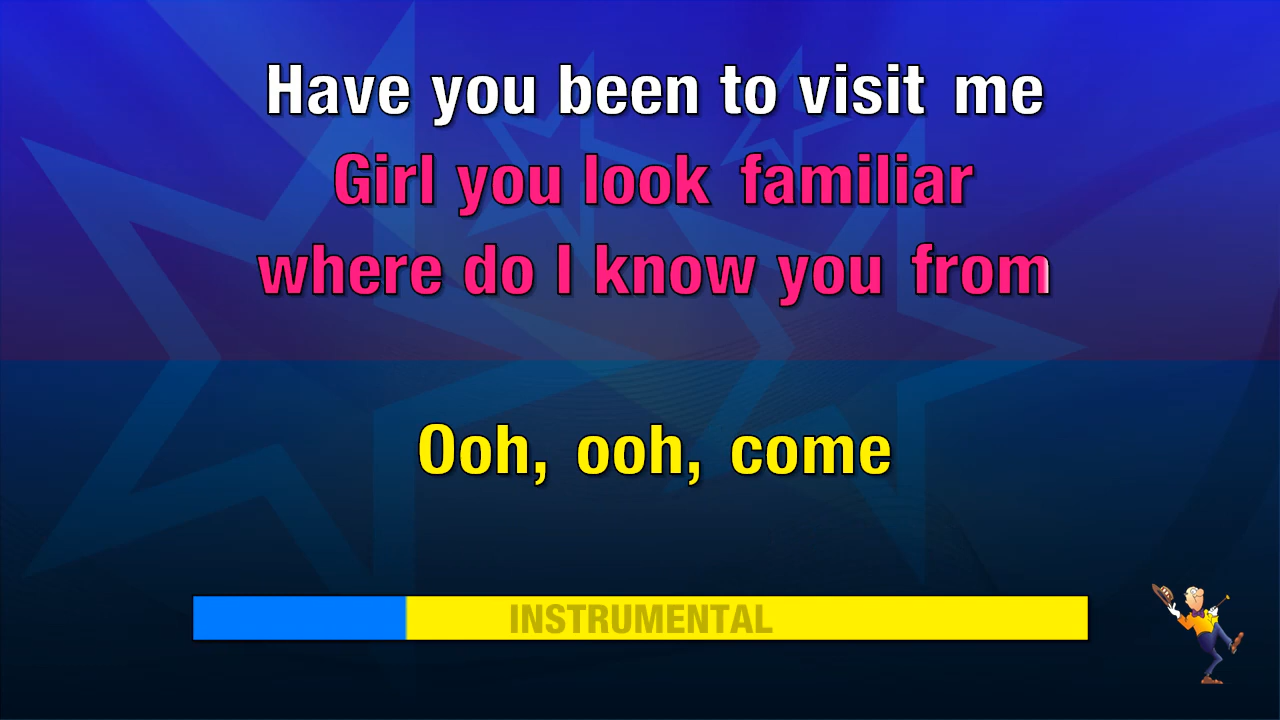 Have you been to visit me
Girl you look familiar
where do I know you from
Ooh, ooh, come
INSTRUMENTAL